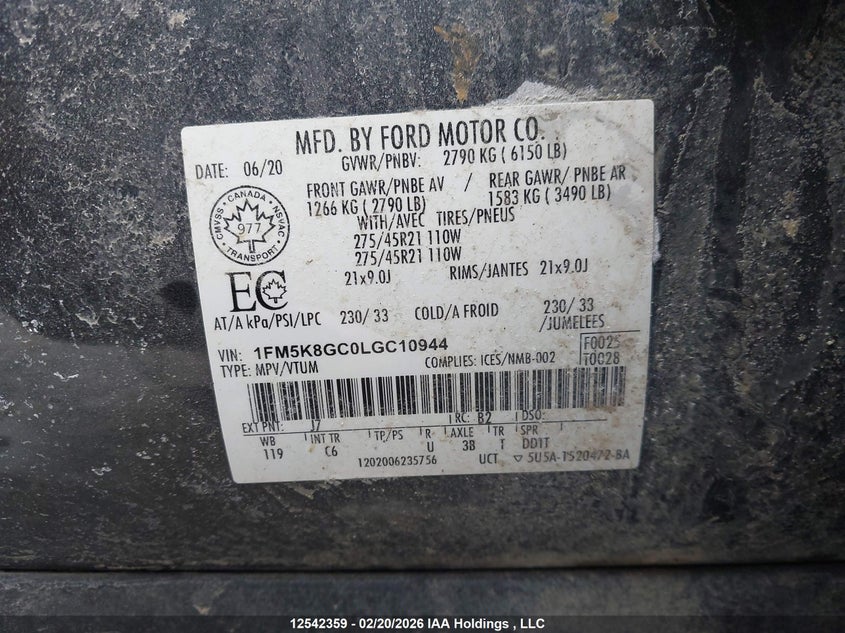 MFD. BY FORD MOTOR CO.
DATE: 06/20
GVWR/PNBV: 2790 KG ( 6150 LB)
FRONT GAWR/PNBE AV / REAR GAWR/ PNBE AR
1266 KG ( 2790 LB) 1583 KG ( 3490 LB)
WITH/AVEC TIRES/PNEUS
275/45R21 110W
275/45R21 110W
21x9.0J RIMS/JANTES 21x9.0J
CANADA
CMVSS NSVAC
977
TRANSPORT
EC
AT/A kPa/PSI/LPC 230/ 33 COLD/A FROID 230/ 33
/JUMELEES
VIN: 1FM5K8GC0LGC10944
TYPE: MPV/VTUM COMPLIES: ICES/NMB-002
F0025
T0028
EXT PNT: J7 RC: B2 DSO:
WB INT TR TP/PS R AXLE TR SPR
119 C6 U 3B T DD1T
1202006235756 UCT ▽ 5U5A-1520472-BA
12542359 - 02/20/2026 IAA Holdings , LLC